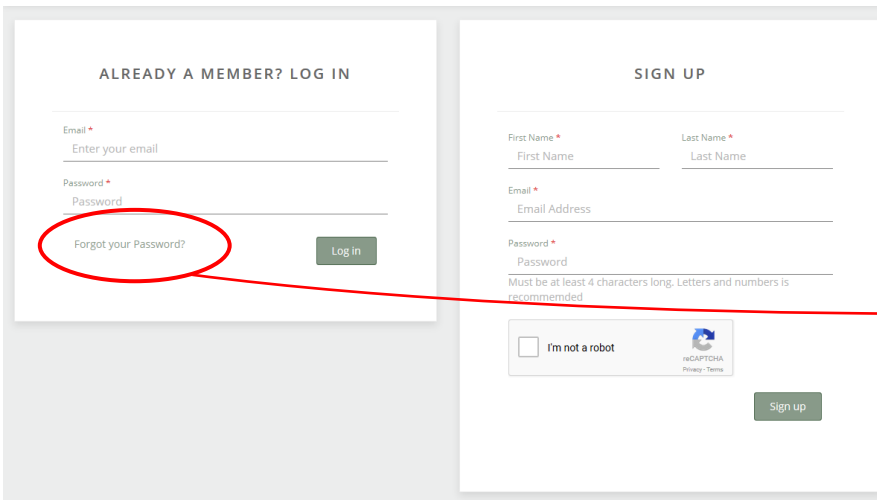 ALREADY A MEMBER? LOG IN
Email *
Enter your email
Password *
Password
Forgot your Password?
Log in
SIGN UP
First Name * Last Name *
First Name Last Name
Email *
Email Address
Password *
Password
Must be at least 4 characters long. Letters and numbers is
recommemded
I'm not a robot
reCAPTCHA
Privacy - Terms
Sign up